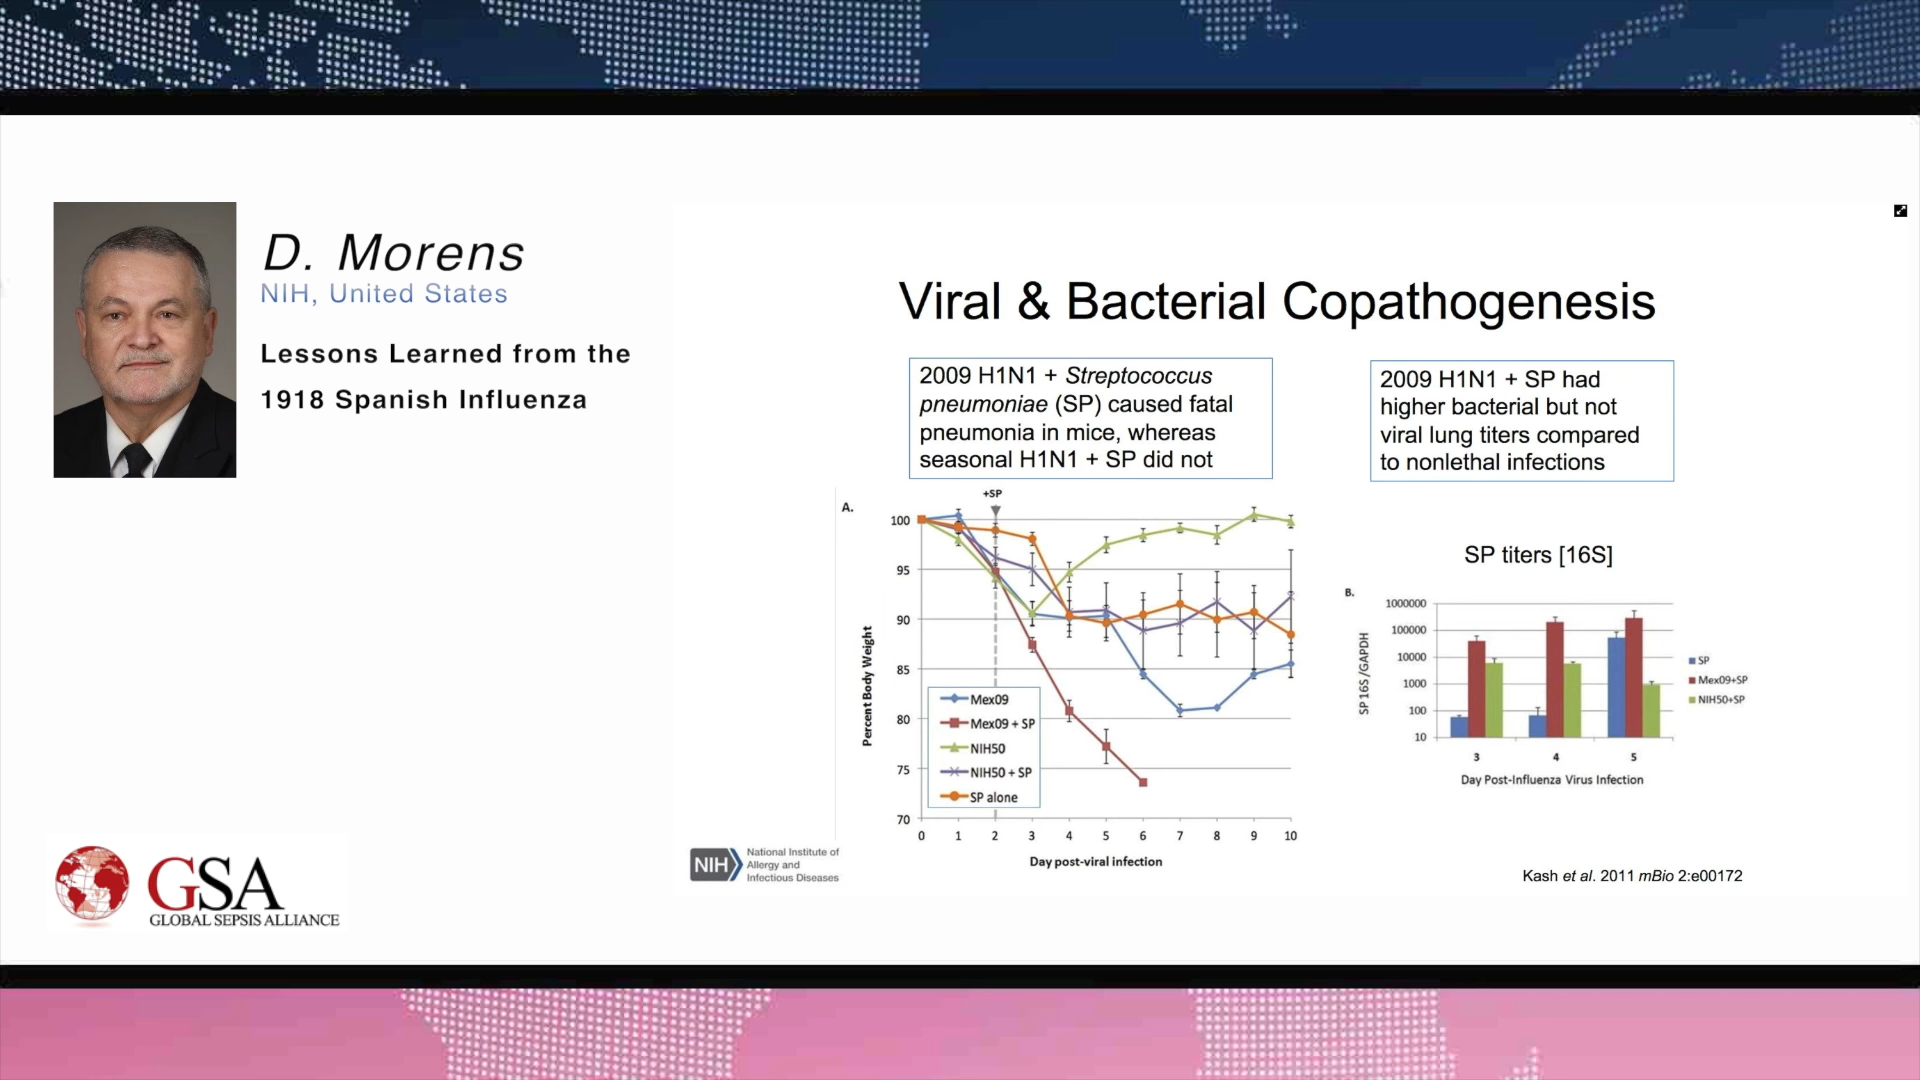 D. Morens
NIH, United States
Lessons Learned from the
1918 Spanish Influenza
Viral & Bacterial Copathogenesis
2009 H1N1 + Streptococcus
pneumoniae (SP) caused fatal
pneumonia in mice, whereas
seasonal H1N1 + SP did not
2009 H1N1 + SP had
higher bacterial but not
viral lung titers compared
to nonlethal infections
A.
+SP
100
95
90
85
80
75
70
Percent Body Weight
Mex09
Mex09 + SP
NIH50
NIH50 + SP
SP alone
0 1 2 3 4 5 6 7 8 9 10
Day post-viral infection
SP titers [16S]
B.
1000000
100000
10000
1000
100
10
SP 16S /GAPDH
SP
Mex09+SP
NIH50+SP
3 4 5
Day Post-Influenza Virus Infection
Kash et al. 2011 mBio 2:e00172
NIH
National Institute of
Allergy and
Infectious Diseases
GSA
GLOBAL SEPSIS ALLIANCE